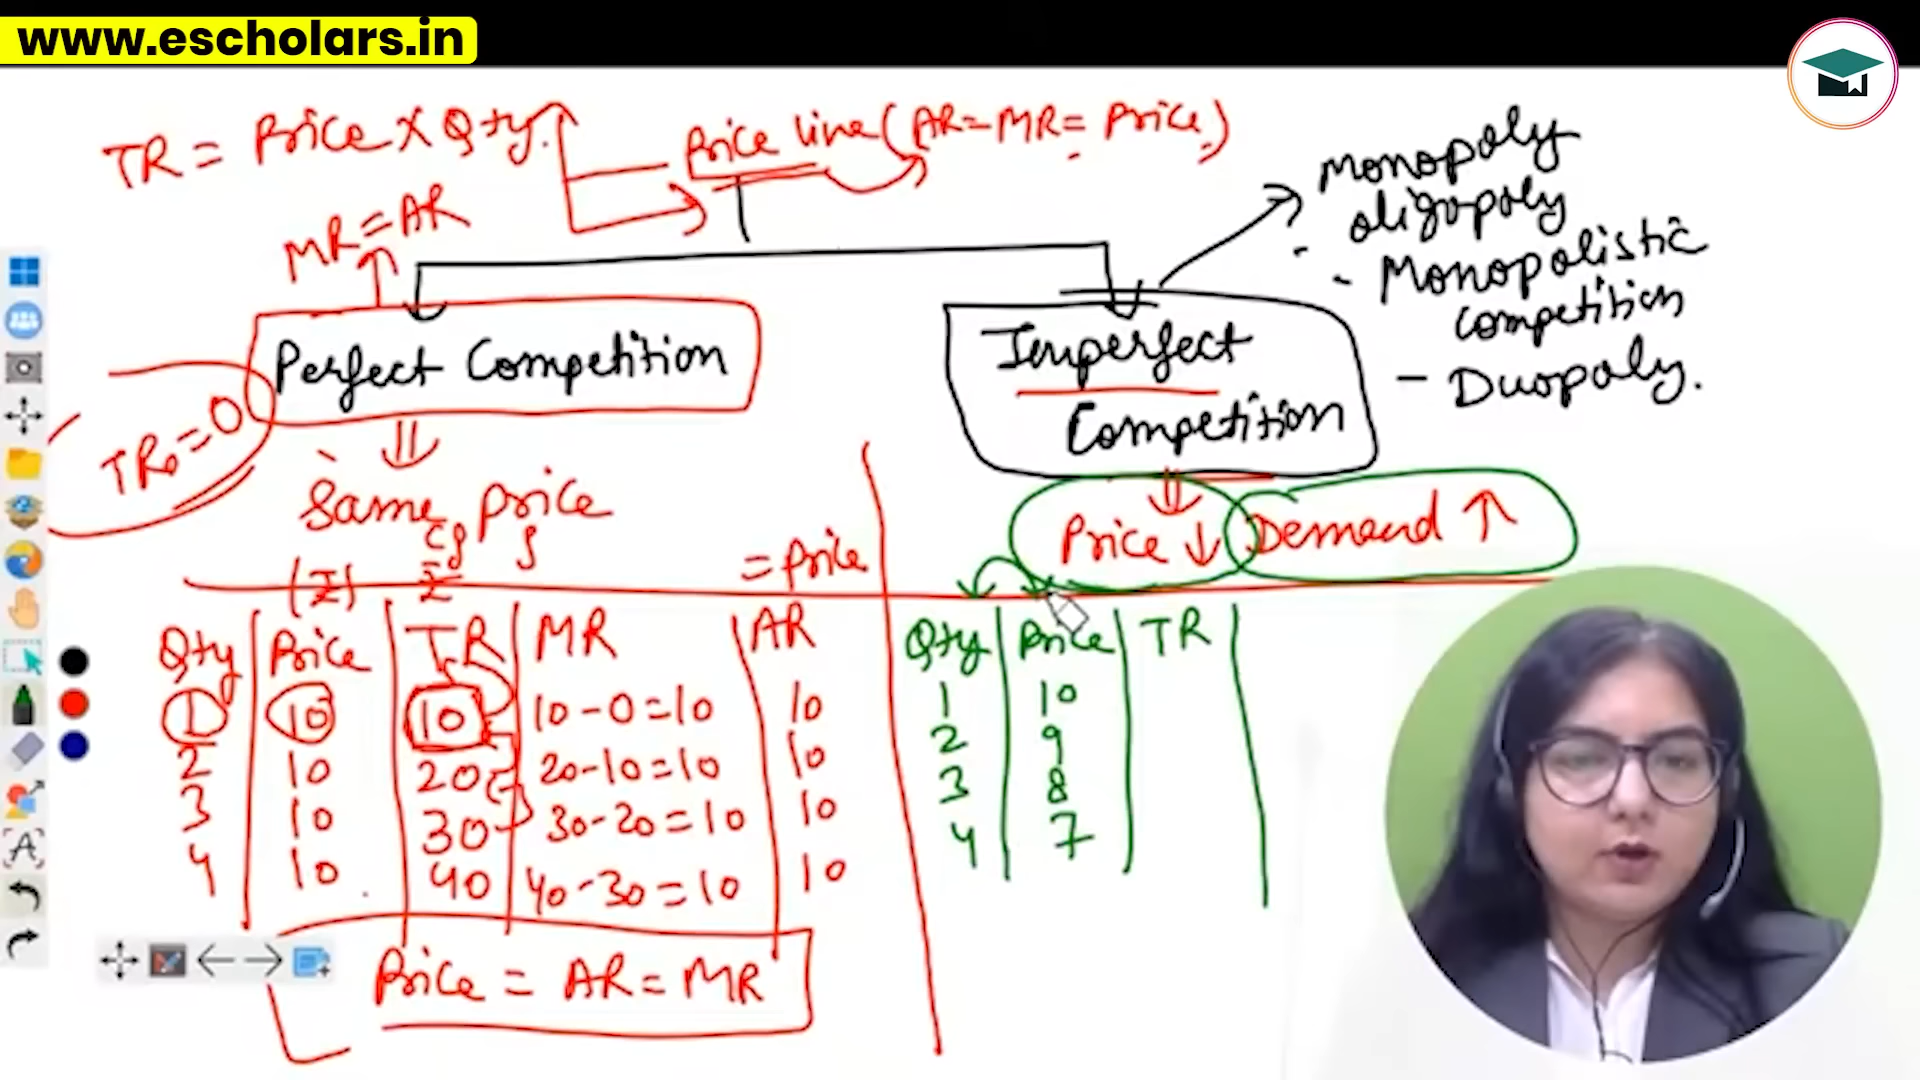 www.escholars.in
TR = Price X Qty.
Price line (AR=MR= Price)
MR=AR
Monopoly
oligopoly
- Monopolistic
competition
- Duopoly.
Perfect Competition
Imperfect
Competition
TR₀=0
Same price
Price ↓ Demand ↑
= Price
Qty Price TR MR AR
1 10 10 10-0=10 10
2 10 20 20-10=10 10
3 10 30 30-20=10 10
4 10 40 40-30=10 10
Price = AR = MR
Qty Price TR
1 10
2 9
3 8
4 7